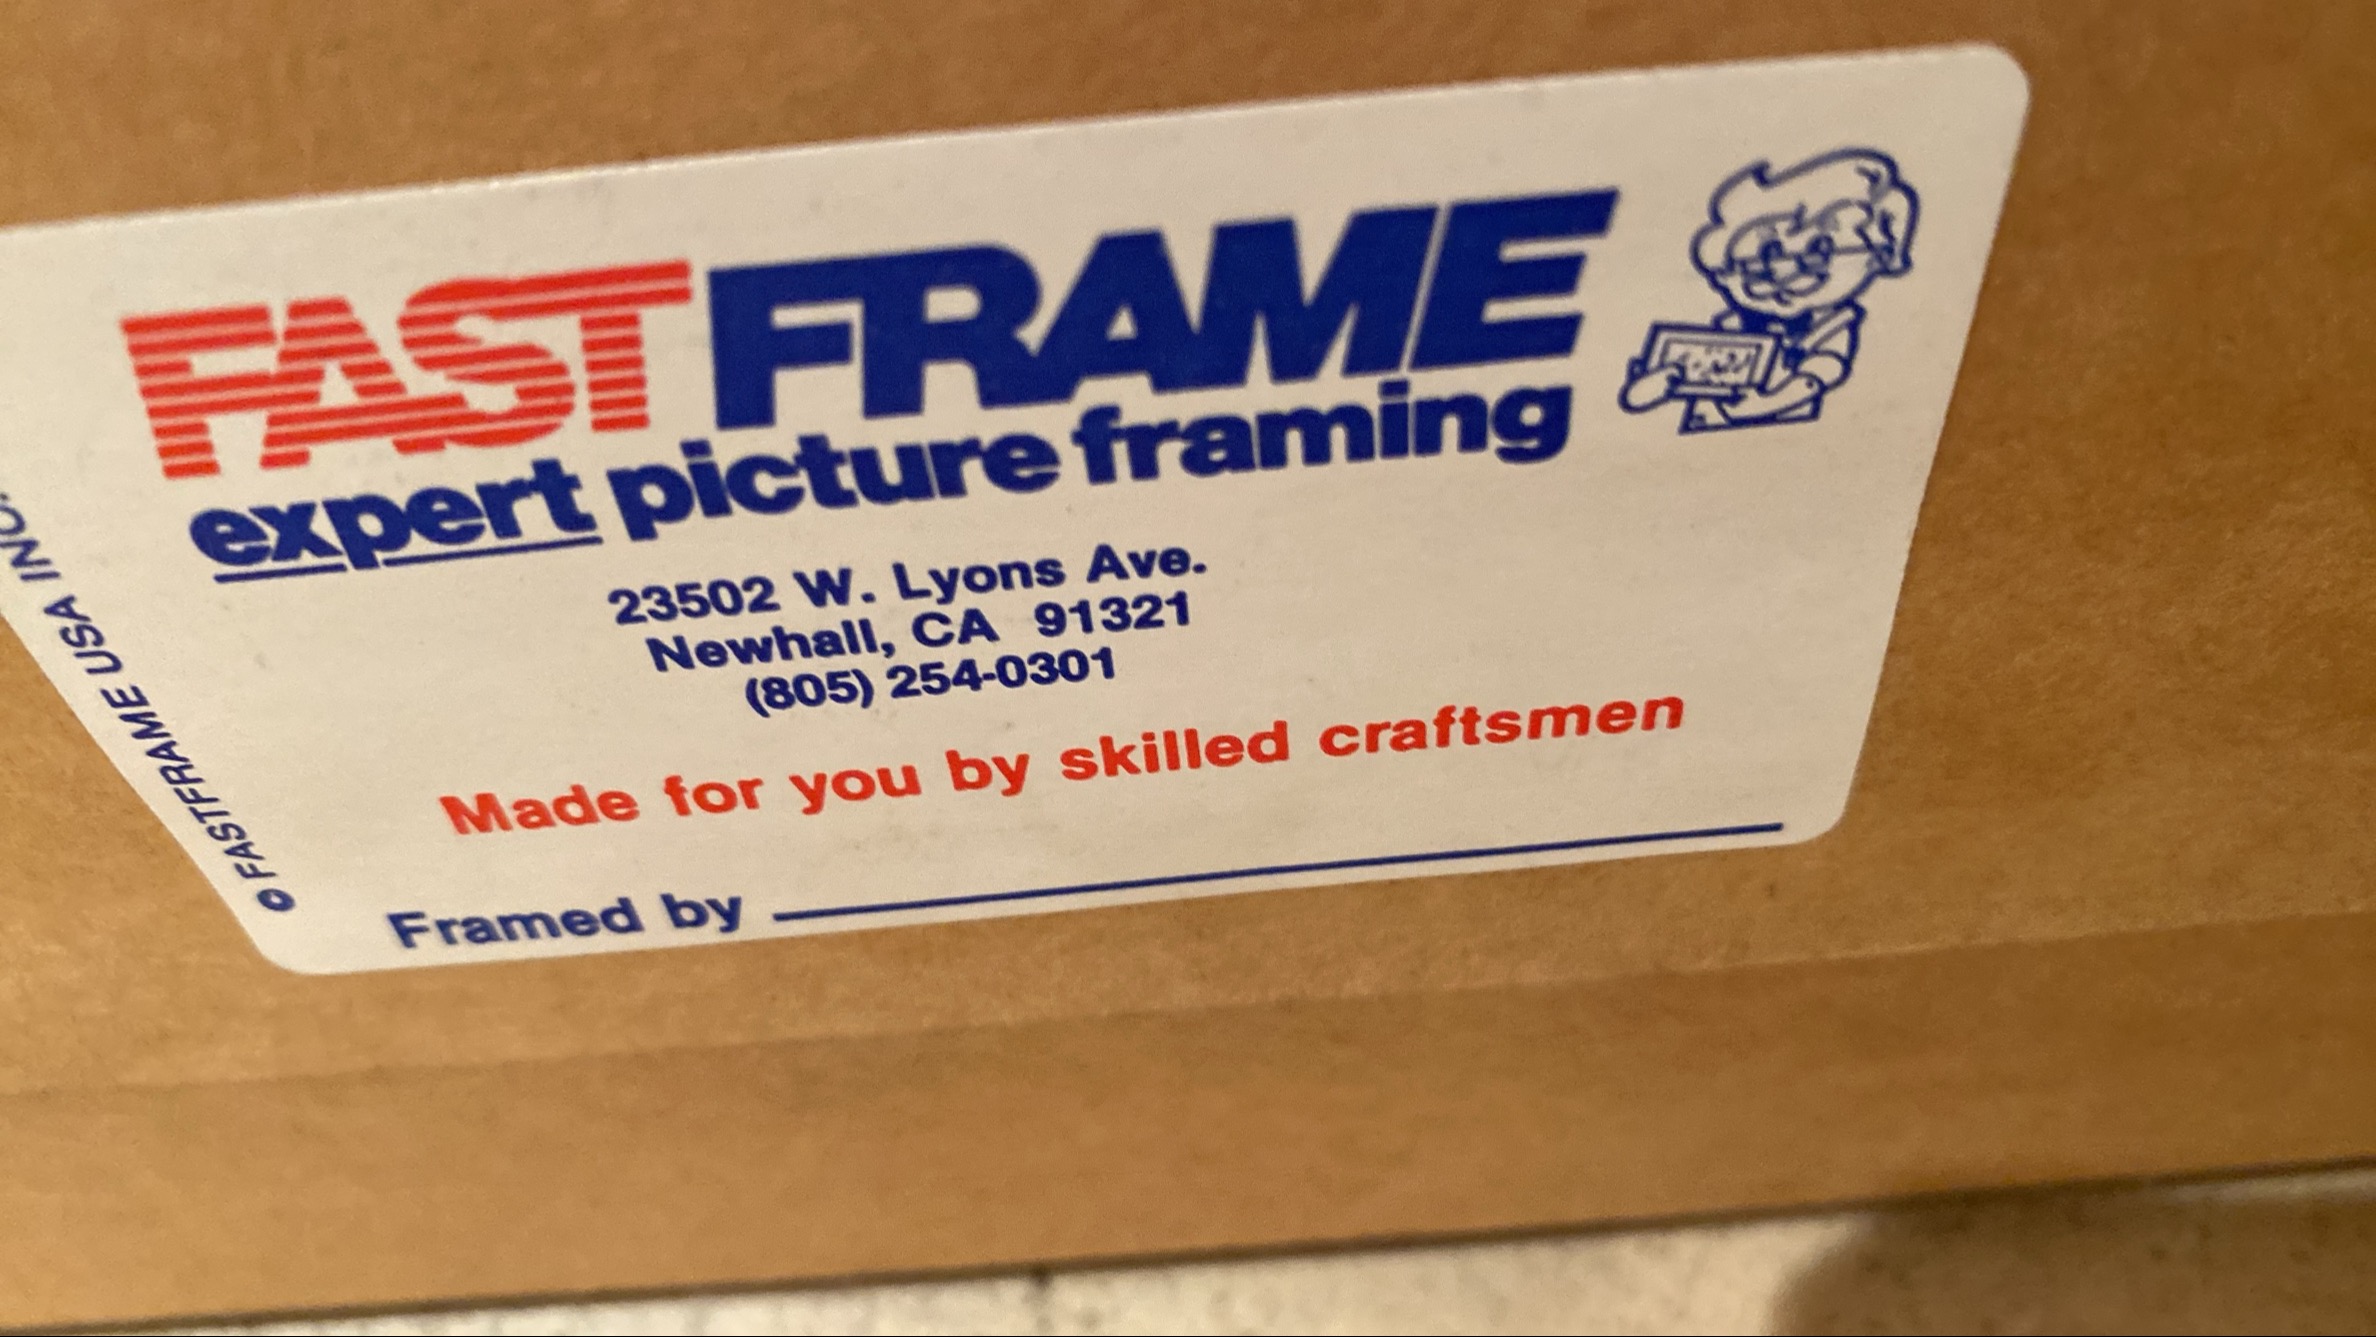 FASTFRAME
expert picture framing
23502 W. Lyons Ave.
Newhall, CA 91321
(805) 254-0301
Made for you by skilled craftsmen
Framed by
© FASTFRAME USA INC.